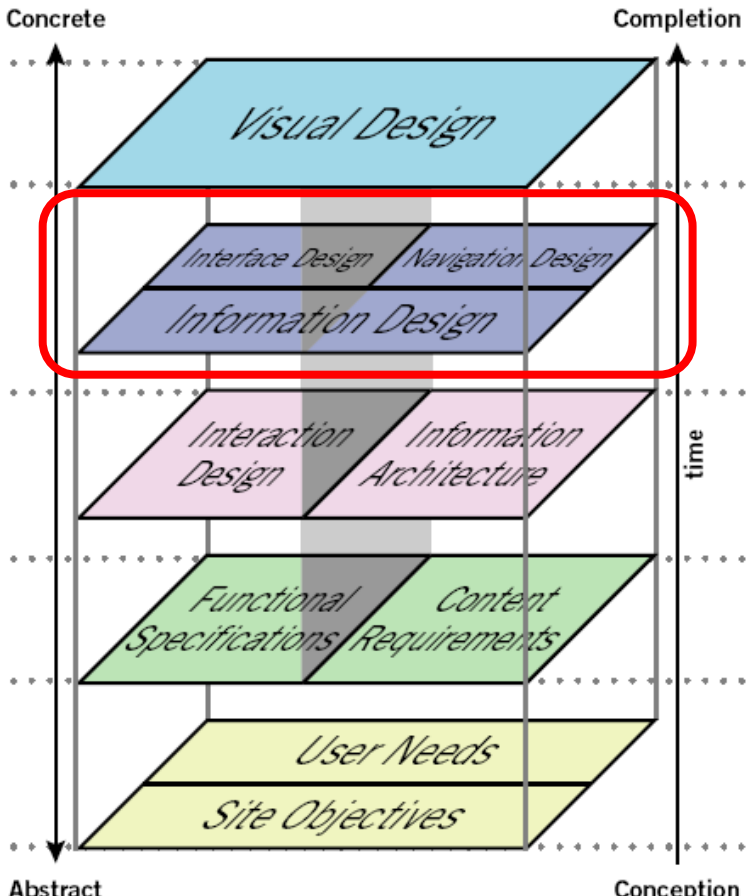 Concrete
Completion
Visual Design
Interface Design
Navigation Design
Information Design
Interaction
Design
Information
Architecture
time
Functional
Specifications
Content
Requirements
User Needs
Site Objectives
Abstract
Conception